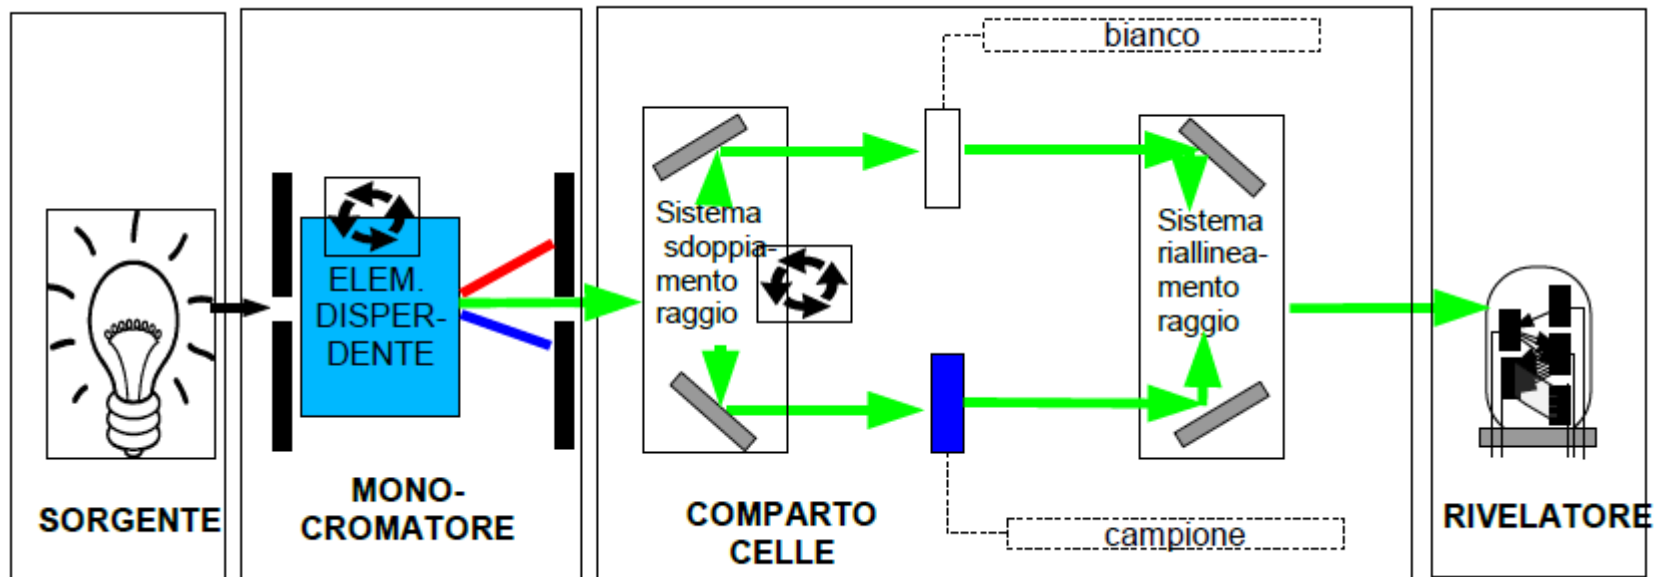 bianco
Sistema
sdoppia-
mento
raggio
Sistema
riallinea-
mento
raggio
ELEM.
DISPER-
DENTE
SORGENTE
MONO-
CROMATORE
COMPARTO
CELLE
campione
RIVELATORE